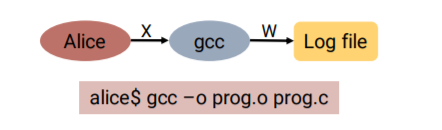 Alice X gcc W Log file
alice$ gcc –o prog.o prog.c